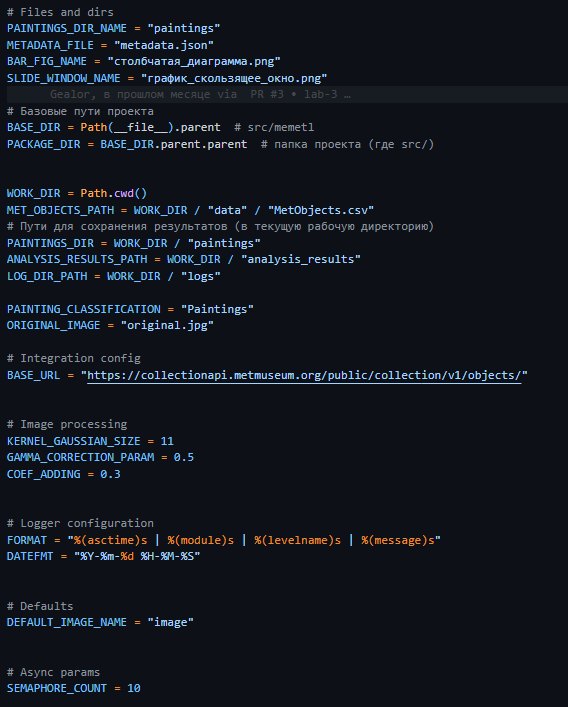 # Files and dirs
PAINTINGS_DIR_NAME = "paintings"
METADATA_FILE = "metadata.json"
BAR_FIG_NAME = "столбчатая_диаграмма.png"
SLIDE_WINDOW_NAME = "график_скользящее_окно.png"
Gealor, в прошлом месяце via PR #3 • lab-3 …
# Базовые пути проекта
BASE_DIR = Path(__file__).parent  # src/memetl
PACKAGE_DIR = BASE_DIR.parent.parent  # папка проекта (где src/)
WORK_DIR = Path.cwd()
MET_OBJECTS_PATH = WORK_DIR / "data" / "MetObjects.csv"
# Пути для сохранения результатов (в текущую рабочую директорию)
PAINTINGS_DIR = WORK_DIR / "paintings"
ANALYSIS_RESULTS_PATH = WORK_DIR / "analysis_results"
LOG_DIR_PATH = WORK_DIR / "logs"
PAINTING_CLASSIFICATION = "Paintings"
ORIGINAL_IMAGE = "original.jpg"
# Integration config
BASE_URL = "https://collectionapi.metmuseum.org/public/collection/v1/objects/"
# Image processing
KERNEL_GAUSSIAN_SIZE = 11
GAMMA_CORRECTION_PARAM = 0.5
COEF_ADDING = 0.3
# Logger configuration
FORMAT = "%(asctime)s | %(module)s | %(levelname)s | %(message)s"
DATEFMT = "%Y-%m-%d %H-%M-%S"
# Defaults
DEFAULT_IMAGE_NAME = "image"
# Async params
SEMAPHORE_COUNT = 10